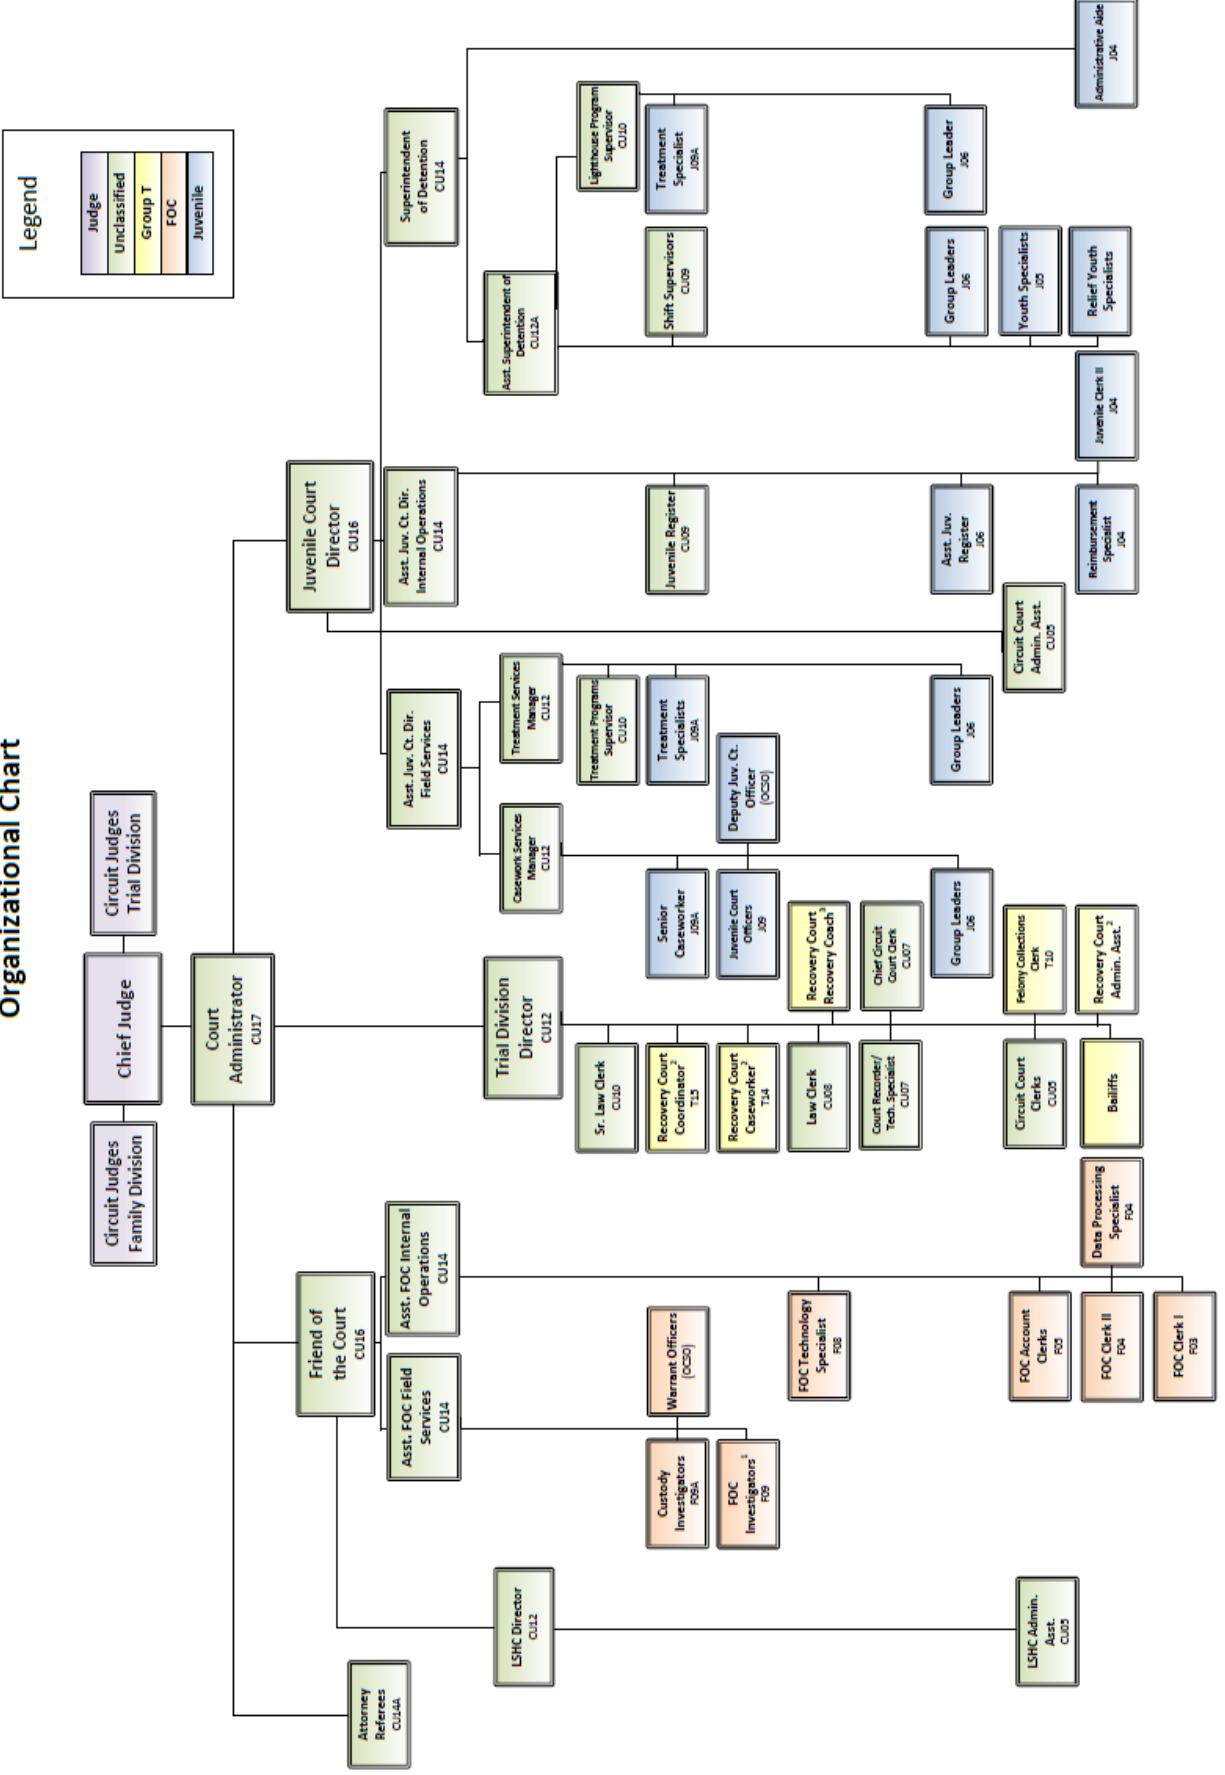 Organizational Chart
Legend
Judge
Unclassified
Group T
FOC
Juvenile
Circuit Judges
Family Division
Chief Judge
Circuit Judges
Trial Division
Court
Administrator
CU17
Attorney
Referees
CU14A
Friend of
the Court
CU16
Juvenile Court
Director
CU16
Asst. FOC Field
Services
CU14
Asst. FOC Internal
Operations
CU14
Asst. Juv. Ct. Dir.
Field Services
CU14
Asst. Juv. Ct. Dir.
Internal Operations
CU14
Superintendent
of Detention
CU14
LSHC Director
CU12
Trial Division
Director
CU12
Casework Services
Manager
CU12
Treatment Services
Manager
CU12
Asst. Superintendent of
Detention
CU12A
Sr. Law Clerk
CU10
Treatment Programs
Supervisor
CU10
Lighthouse Program
Supervisor
CU10
Custody
Investigators
F09A
Warrant Officers
(OCSO)
Recovery Court
Coordinator²
T15
Senior
Caseworker
J09A
Treatment
Specialists
J09A
Juvenile Register
CU09
Shift Supervisors
CU09
Treatment
Specialist
J09A
FOC
Investigators¹
F09
Recovery Court
Caseworker²
T14
Juvenile Court
Officers
J09
Deputy Juv. Ct.
Officer
(OCSO)
FOC Technology
Specialist
F08
Law Clerk
CU08
Recovery Court
Recovery Coach³
Court Recorder/
Tech. Specialist
CU07
Chief Circuit
Court Clerk
CU07
Group Leaders
J06
Group Leaders
J06
Asst. Juv.
Register
J06
Group Leaders
J06
Group Leader
J06
LSHC Admin.
Asst.
CU05
FOC Account
Clerks
F05
Circuit Court
Clerks
CU05
Felony Collections
Clerk
T10
Circuit Court
Admin. Asst.
CU05
Youth Specialists
J05
FOC Clerk II
F04
Data Processing
Specialist
F04
Bailiffs
Recovery Court
Admin. Asst.²
Reimbursement
Specialist
J04
Juvenile Clerk II
J04
Relief Youth
Specialists
Administrative Aide
J04
FOC Clerk I
F03